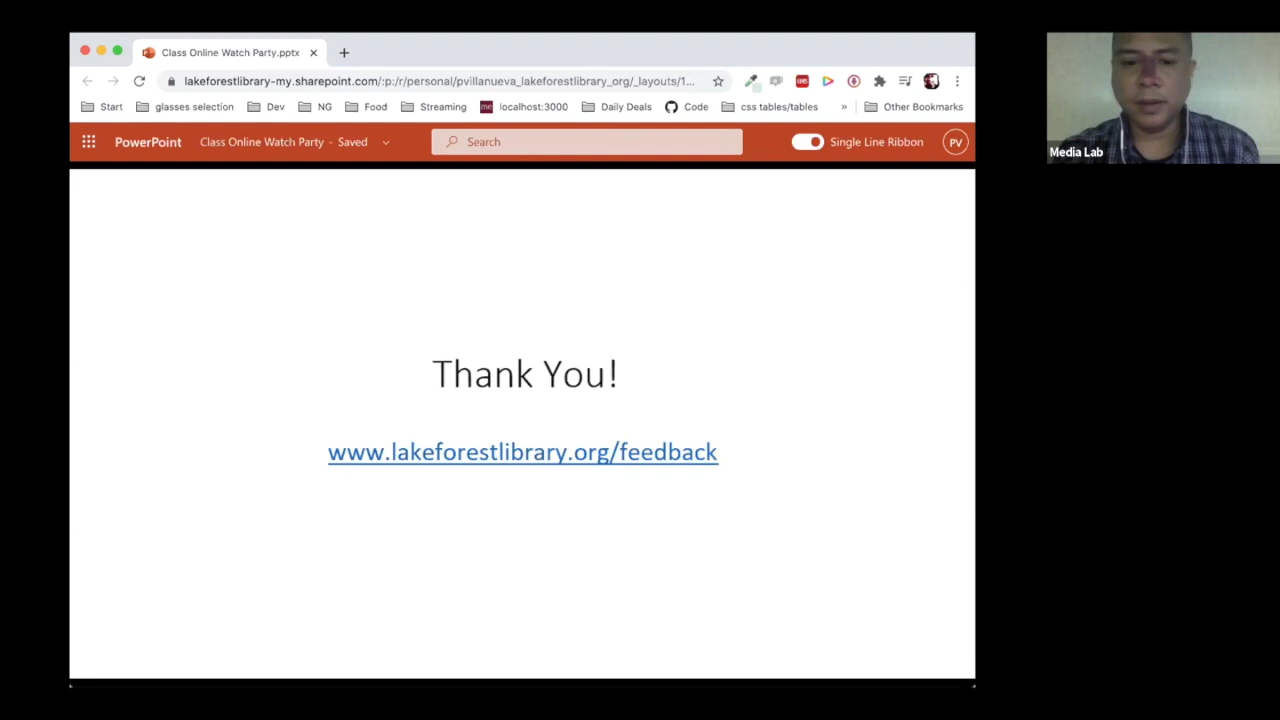 Class Online Watch Party.pptx
lakeforestlibrary-my.sharepoint.com/:p:/r/personal/pvillanueva_lakeforestlibrary_org/_layouts/1...
Start glasses selection Dev NG Food Streaming localhost:3000 Daily Deals Code css tables/tables » Other Bookmarks
PowerPoint Class Online Watch Party - Saved Search Single Line Ribbon PV
Thank You!
www.lakeforestlibrary.org/feedback
Media Lab